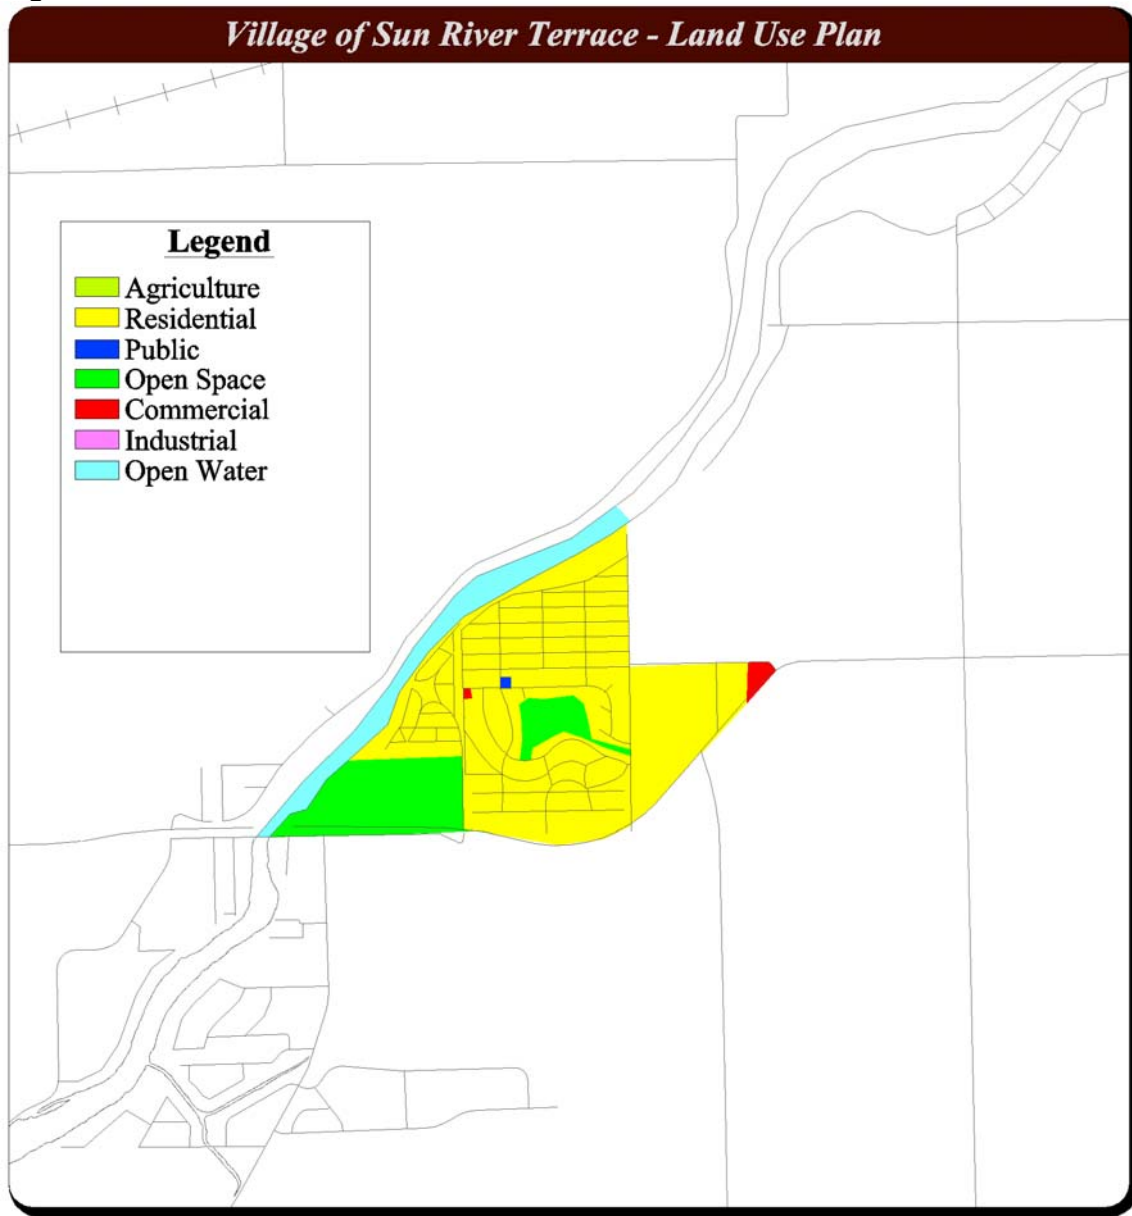 Village of Sun River Terrace - Land Use Plan
Legend
Agriculture
Residential
Public
Open Space
Commercial
Industrial
Open Water